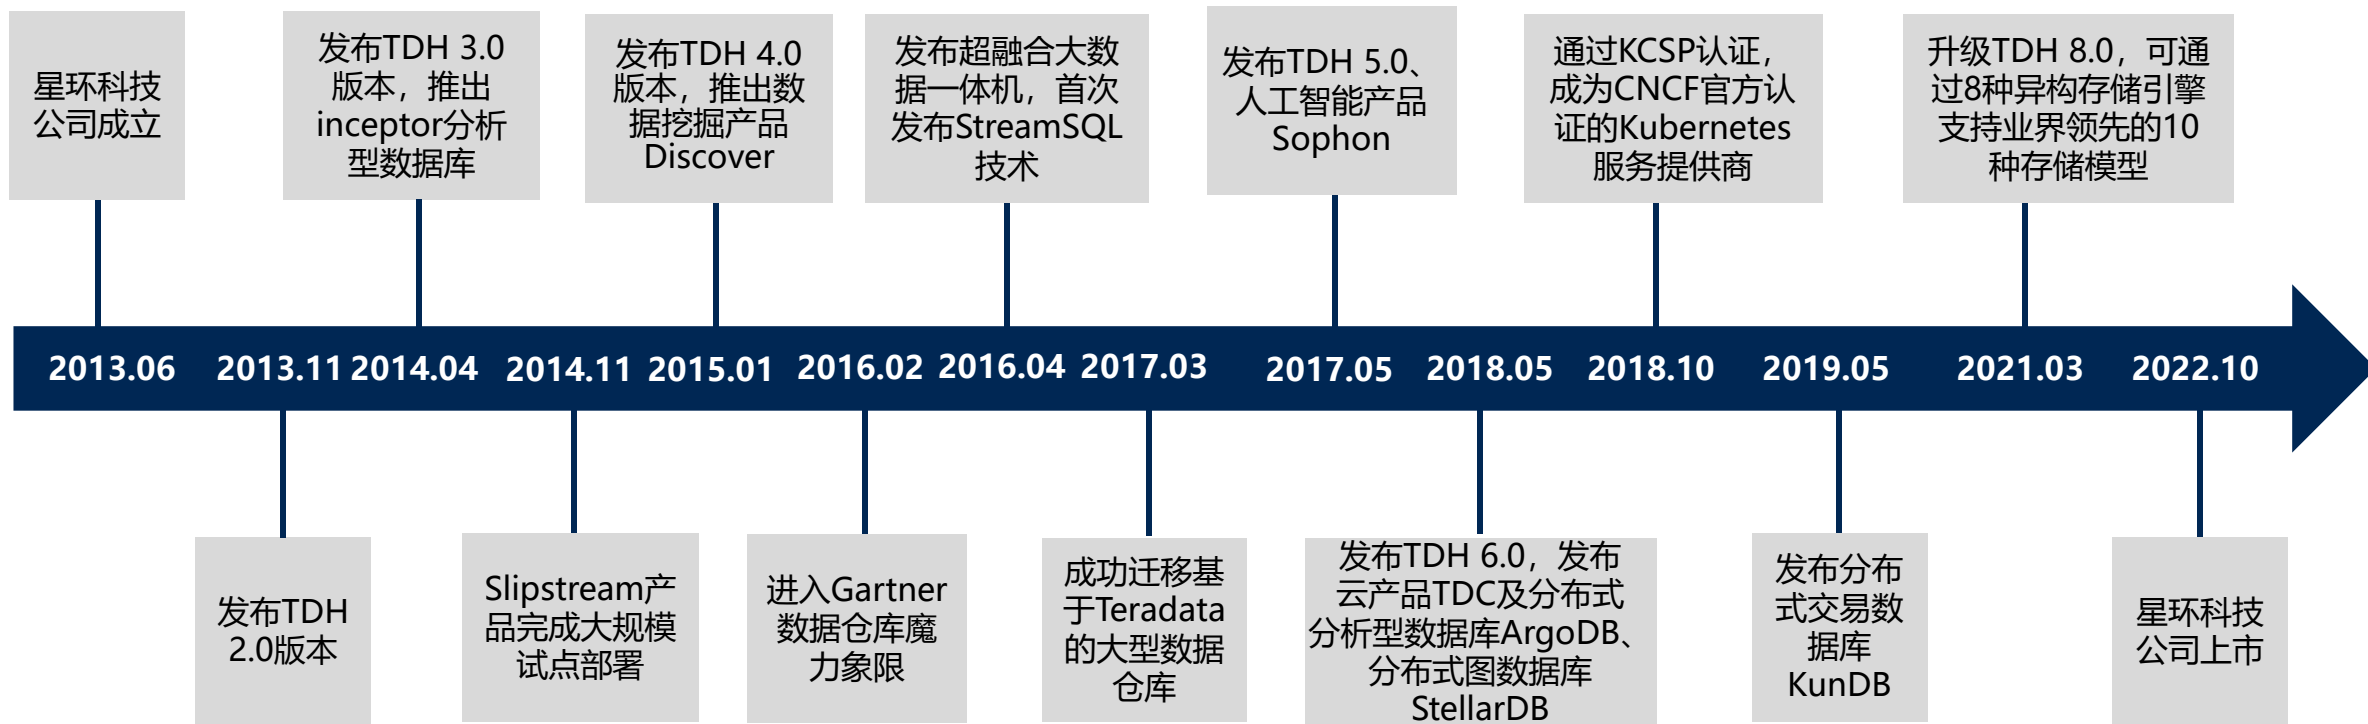 星环科技
公司成立
发布TDH 3.0
版本，推出
inceptor分析
型数据库
发布TDH 4.0
版本，推出数
据挖掘产品
Discover
发布超融合大数
据一体机，首次
发布StreamSQL
技术
发布TDH 5.0、
人工智能产品
Sophon
通过KCSP认证，
成为CNCF官方认
证的Kubernetes
服务提供商
升级TDH 8.0，可通
过8种异构存储引擎
支持业界领先的10
种存储模型
2013.06 2013.11 2014.04 2014.11 2015.01 2016.02 2016.04 2017.03 2017.05 2018.05 2018.10 2019.05 2021.03 2022.10
发布TDH
2.0版本
Slipstream产
品完成大规模
试点部署
进入Gartner
数据仓库魔
力象限
成功迁移基
于Teradata
的大型数据
仓库
发布TDH 6.0，发布
云产品TDC及分布式
分析型数据库ArgoDB、
分布式图数据库
StellarDB
发布分布
式交易数
据库
KunDB
星环科技
公司上市